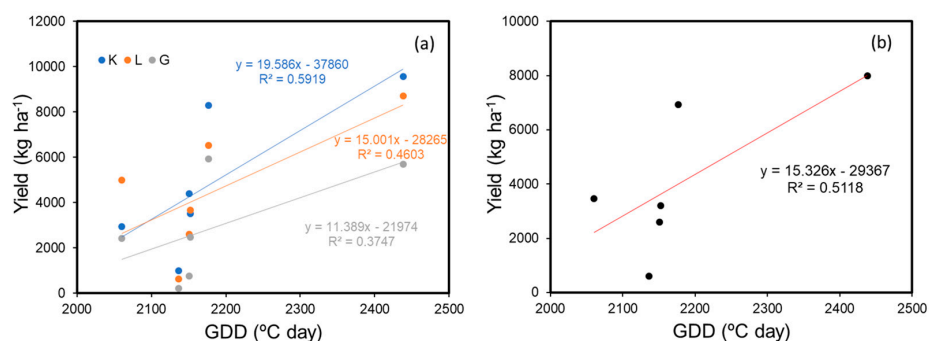 12000
10000
8000
6000
4000
2000
0
Yield (kg ha⁻¹)
K L G
(a)
y = 19.586x - 37860
R² = 0.5919
y = 15.001x - 28265
R² = 0.4603
y = 11.389x - 21974
R² = 0.3747
2000 2100 2200 2300 2400 2500
GDD (ºC day)
10000
8000
6000
4000
2000
0
Yield (kg ha⁻¹)
(b)
y = 15.326x - 29367
R² = 0.5118
2000 2100 2200 2300 2400 2500
GDD (ºC day)